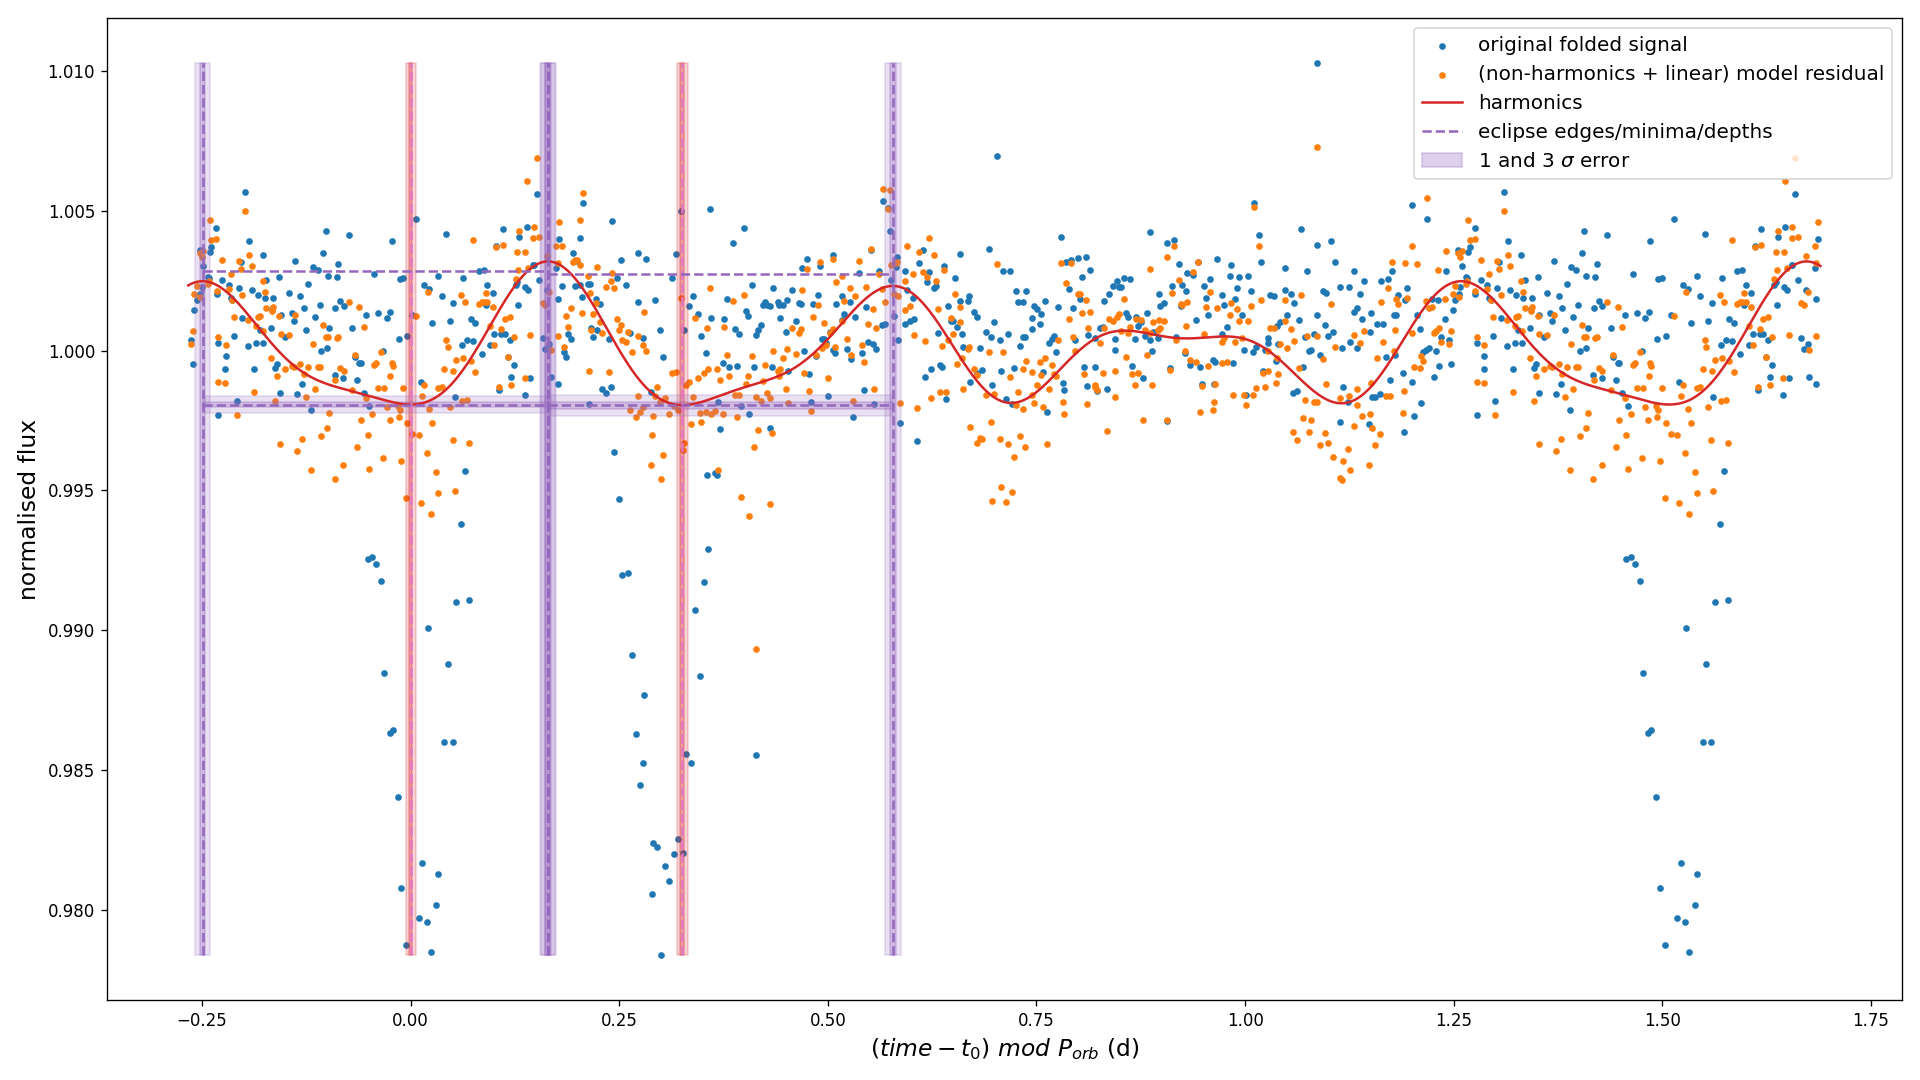 original folded signal
(non-harmonics + linear) model residual
harmonics
eclipse edges/minima/depths
1 and 3 σ error
normalised flux
1.010
1.005
1.000
0.995
0.990
0.985
0.980
−0.25 0.00 0.25 0.50 0.75 1.00 1.25 1.50 1.75
(time − t₀) mod P_orb (d)